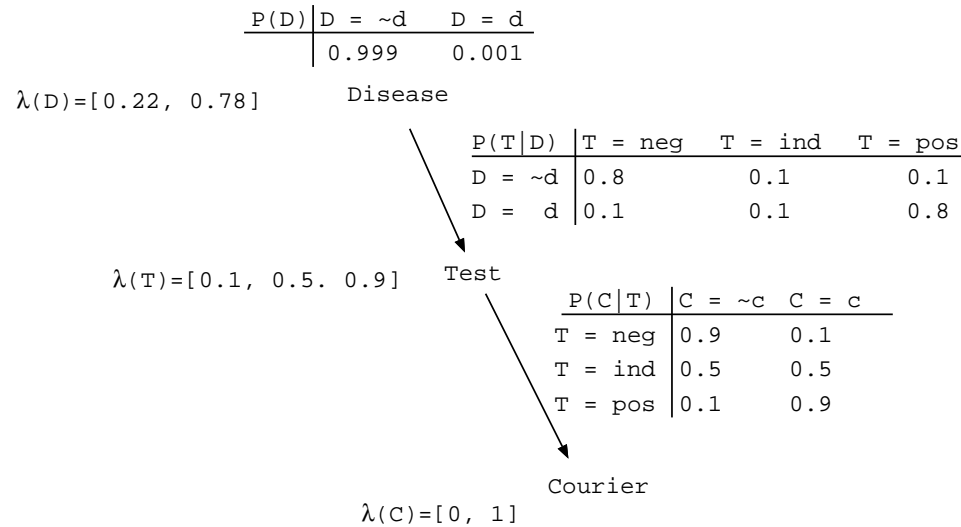 P(D) D = ~d D = d
0.999 0.001
λ(D)=[0.22, 0.78] Disease
P(T|D) T = neg T = ind T = pos
D = ~d 0.8 0.1 0.1
D = d 0.1 0.1 0.8
λ(T)=[0.1, 0.5. 0.9] Test
P(C|T) C = ~c C = c
T = neg 0.9 0.1
T = ind 0.5 0.5
T = pos 0.1 0.9
Courier
λ(C)=[0, 1]